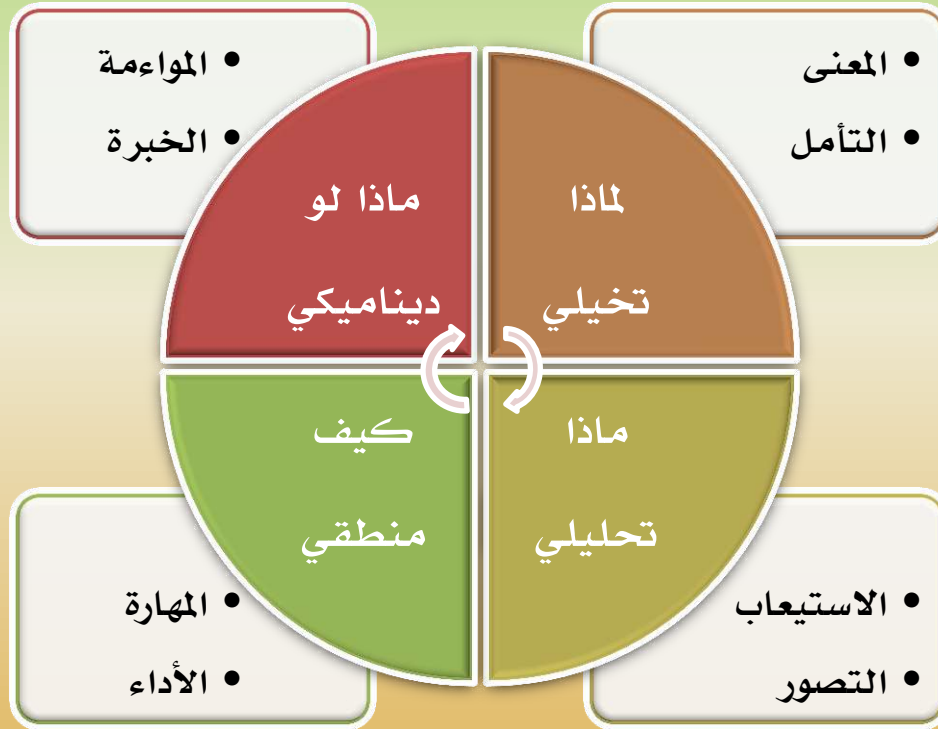 • المعنى
• التأمل
• المواءمة
• الخبرة
لماذا
تخيلي
ماذا لو
ديناميكي
ماذا
تحليلي
كيف
منطقي
• الاستيعاب
• التصور
• المهارة
• الأداء